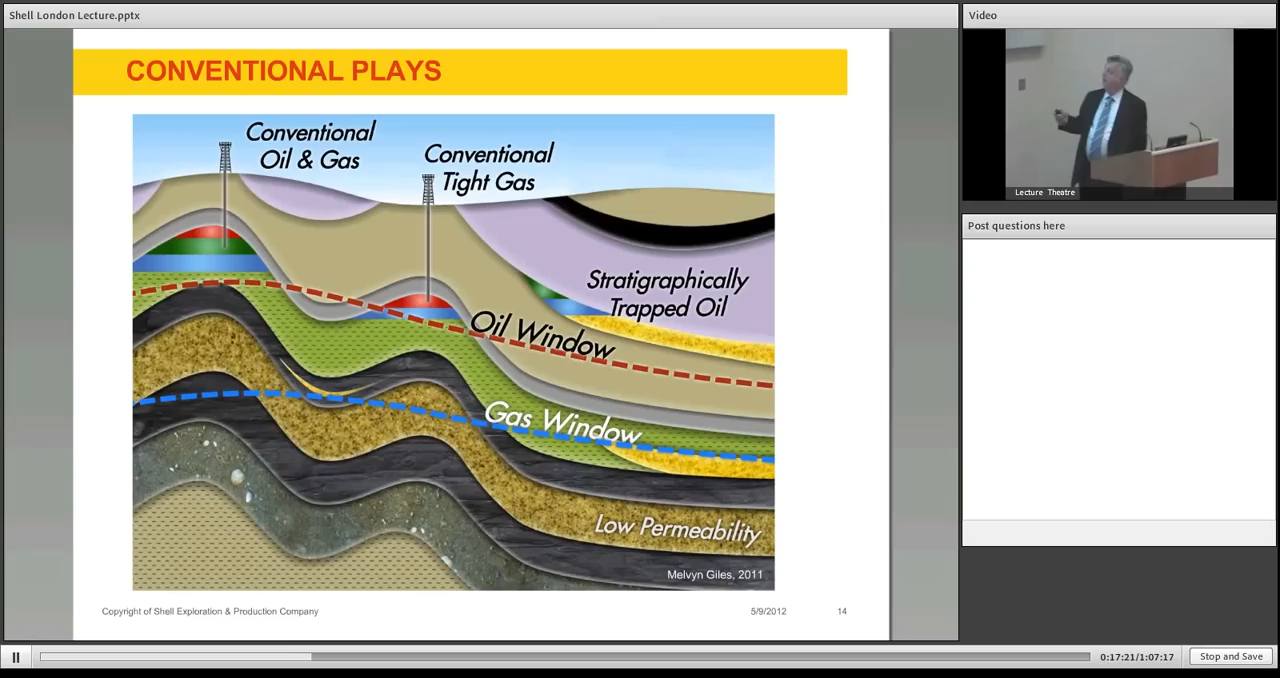 Shell London Lecture.pptx
CONVENTIONAL PLAYS
Conventional
Oil & Gas
Conventional
Tight Gas
Stratigraphically
Trapped Oil
Oil Window
Gas Window
Low Permeability
Melvyn Giles, 2011
Copyright of Shell Exploration & Production Company
5/9/2012
14
Video
Lecture Theatre
Post questions here
0:17:21/1:07:17
Stop and Save